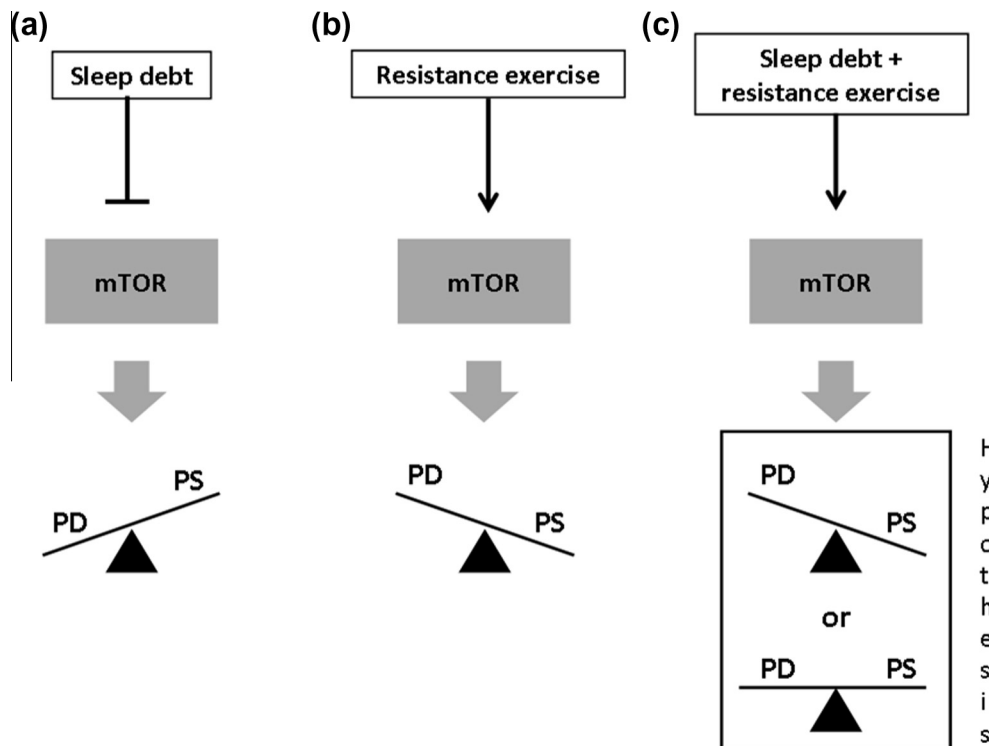 (a)
Sleep debt
mTOR
PS
PD
(b)
Resistance exercise
mTOR
PD
PS
(c)
Sleep debt +
resistance exercise
mTOR
PD
PS
or
PD PS